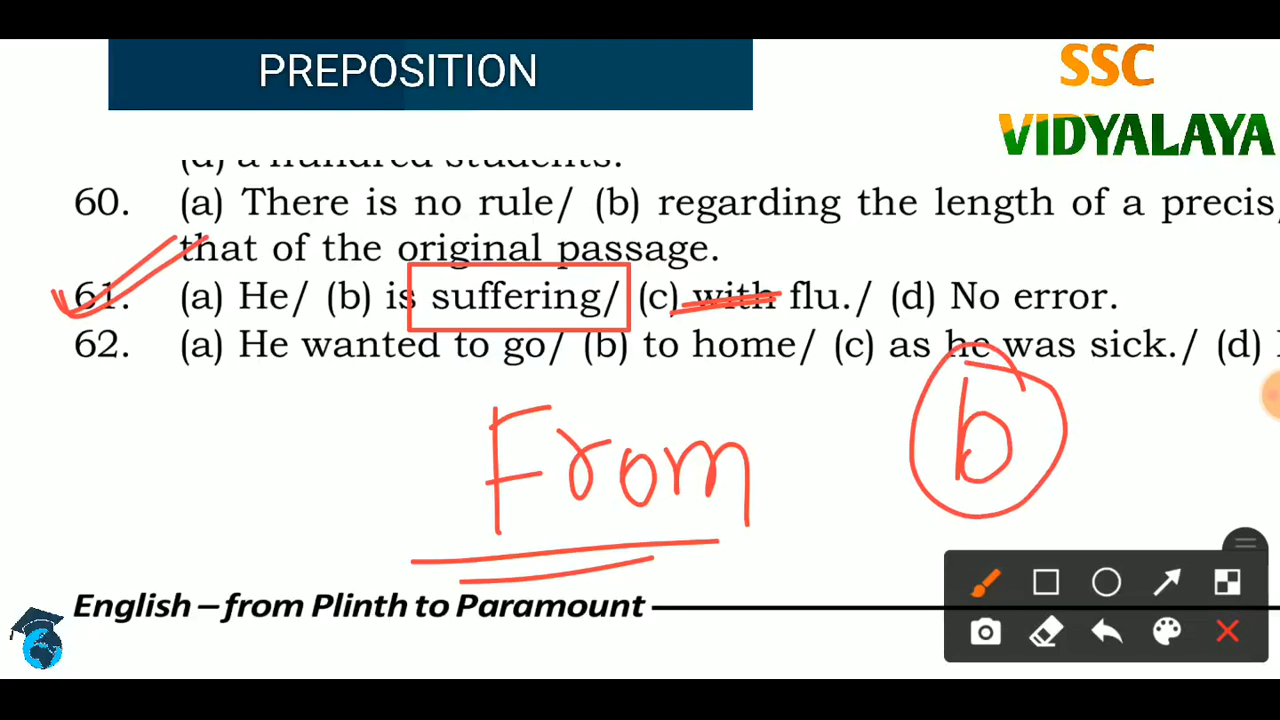 PREPOSITION
SSC
VIDYALAYA
(d) a hundred students.
60. (a) There is no rule/ (b) regarding the length of a precis,
that of the original passage.
61. (a) He/ (b) is suffering/ (c) with flu./ (d) No error.
62. (a) He wanted to go/ (b) to home/ (c) as he was sick./ (d)
From
b
English – from Plinth to Paramount